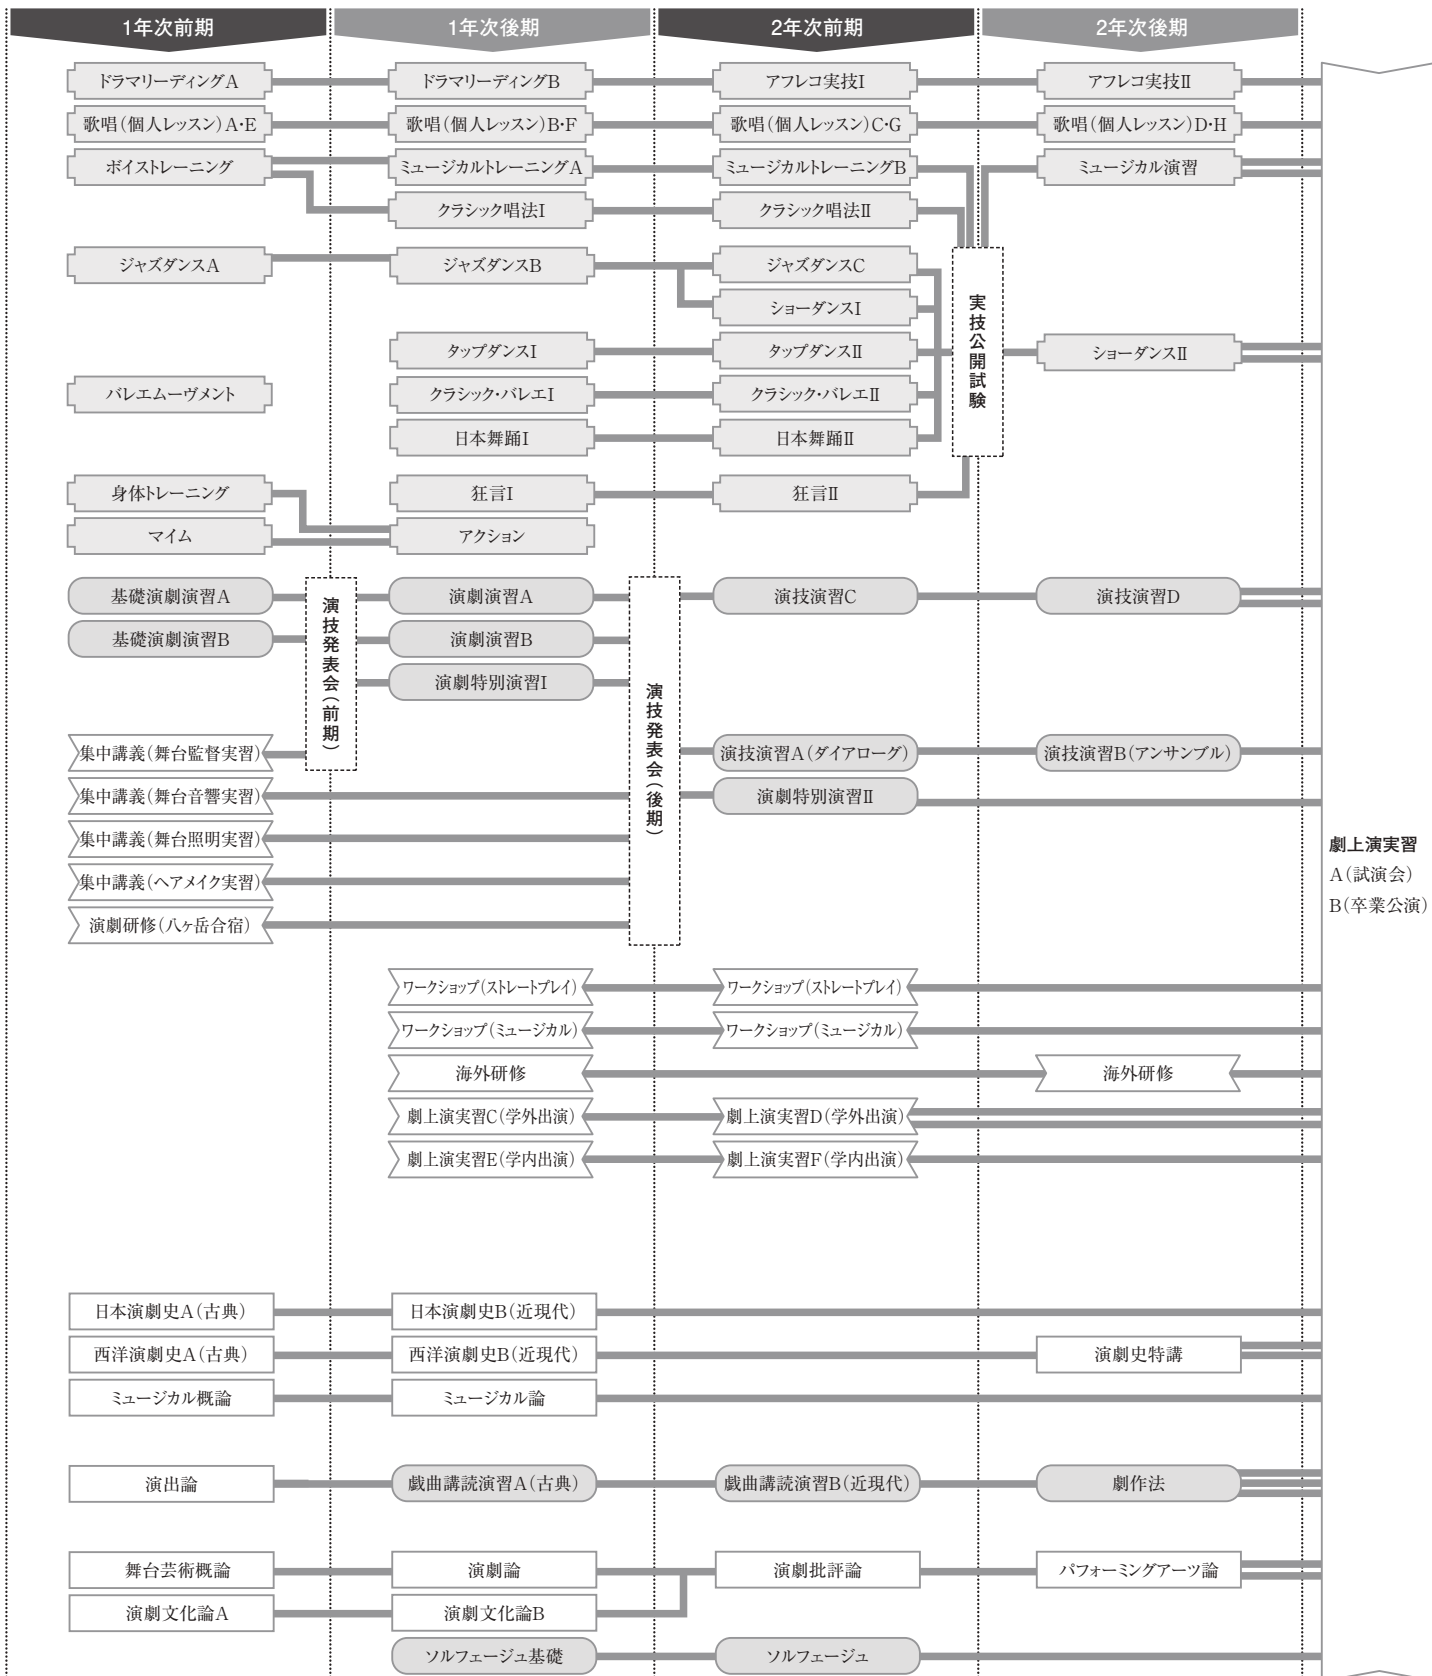 1年次前期
1年次後期
2年次前期
2年次後期
ドラマリーディングA
ドラマリーディングB
アフレコ実技I
アフレコ実技II
歌唱(個人レッスン)A・E
歌唱(個人レッスン)B・F
歌唱(個人レッスン)C・G
歌唱(個人レッスン)D・H
ボイストレーニング
ミュージカルトレーニングA
ミュージカルトレーニングB
ミュージカル演習
クラシック唱法I
クラシック唱法II
ジャズダンスA
ジャズダンスB
ジャズダンスC
ショーダンスI
実技公開試験
タップダンスI
タップダンスII
ショーダンスII
バレエムーヴメント
クラシック・バレエI
クラシック・バレエII
日本舞踊I
日本舞踊II
身体トレーニング
狂言I
狂言II
マイム
アクション
基礎演劇演習A
演技発表会(前期)
演劇演習A
演技発表会(後期)
演技演習C
演技演習D
基礎演劇演習B
演劇演習B
演劇特別演習I
集中講義(舞台監督実習)
演技演習A(ダイアローグ)
演技演習B(アンサンブル)
集中講義(舞台音響実習)
演劇特別演習II
集中講義(舞台照明実習)
集中講義(ヘアメイク実習)
演劇研修(八ヶ岳合宿)
劇上演実習
A(試演会)
B(卒業公演)
ワークショップ(ストレートプレイ)
ワークショップ(ストレートプレイ)
ワークショップ(ミュージカル)
ワークショップ(ミュージカル)
海外研修
海外研修
劇上演実習C(学外出演)
劇上演実習D(学外出演)
劇上演実習E(学内出演)
劇上演実習F(学内出演)
日本演劇史A(古典)
日本演劇史B(近現代)
西洋演劇史A(古典)
西洋演劇史B(近現代)
演劇史特講
ミュージカル概論
ミュージカル論
演出論
戯曲講読演習A(古典)
戯曲講読演習B(近現代)
劇作法
舞台芸術概論
演劇論
演劇批評論
パフォーミングアーツ論
演劇文化論A
演劇文化論B
ソルフェージュ基礎
ソルフェージュ